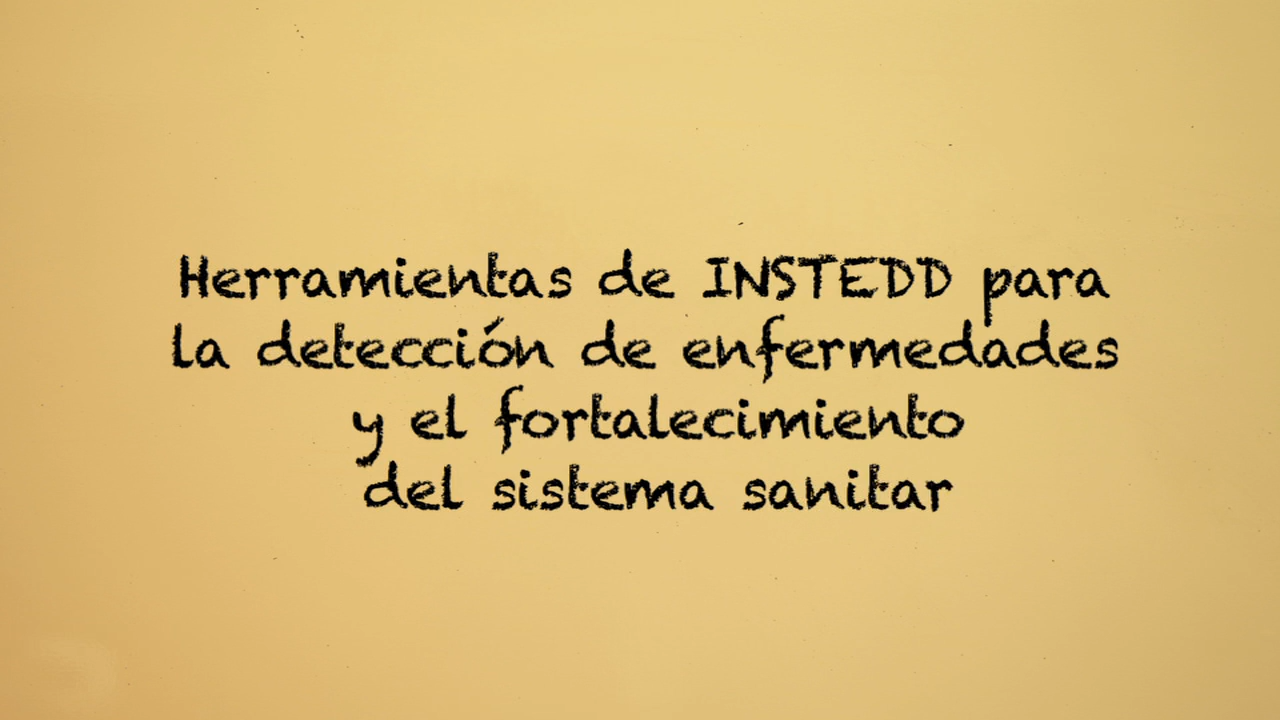 Herramientas de INSTEDD para
la detección de enfermedades
y el fortalecimiento
del sistema sanitar